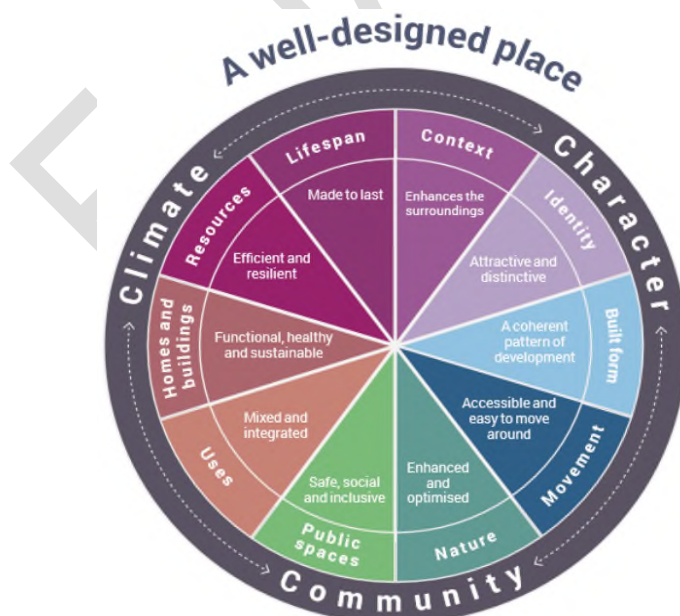 A well-designed place
Climate
Character
Community
Lifespan
Made to last
Context
Enhances the
surroundings
Identity
Attractive and
distinctive
Built form
A coherent
pattern of
development
Movement
Accessible and
easy to move
around
Nature
Enhanced
and
optimised
Public
spaces
Safe, social
and inclusive
Uses
Mixed and
integrated
Homes and
buildings
Functional, healthy
and sustainable
Resources
Efficient and
resilient